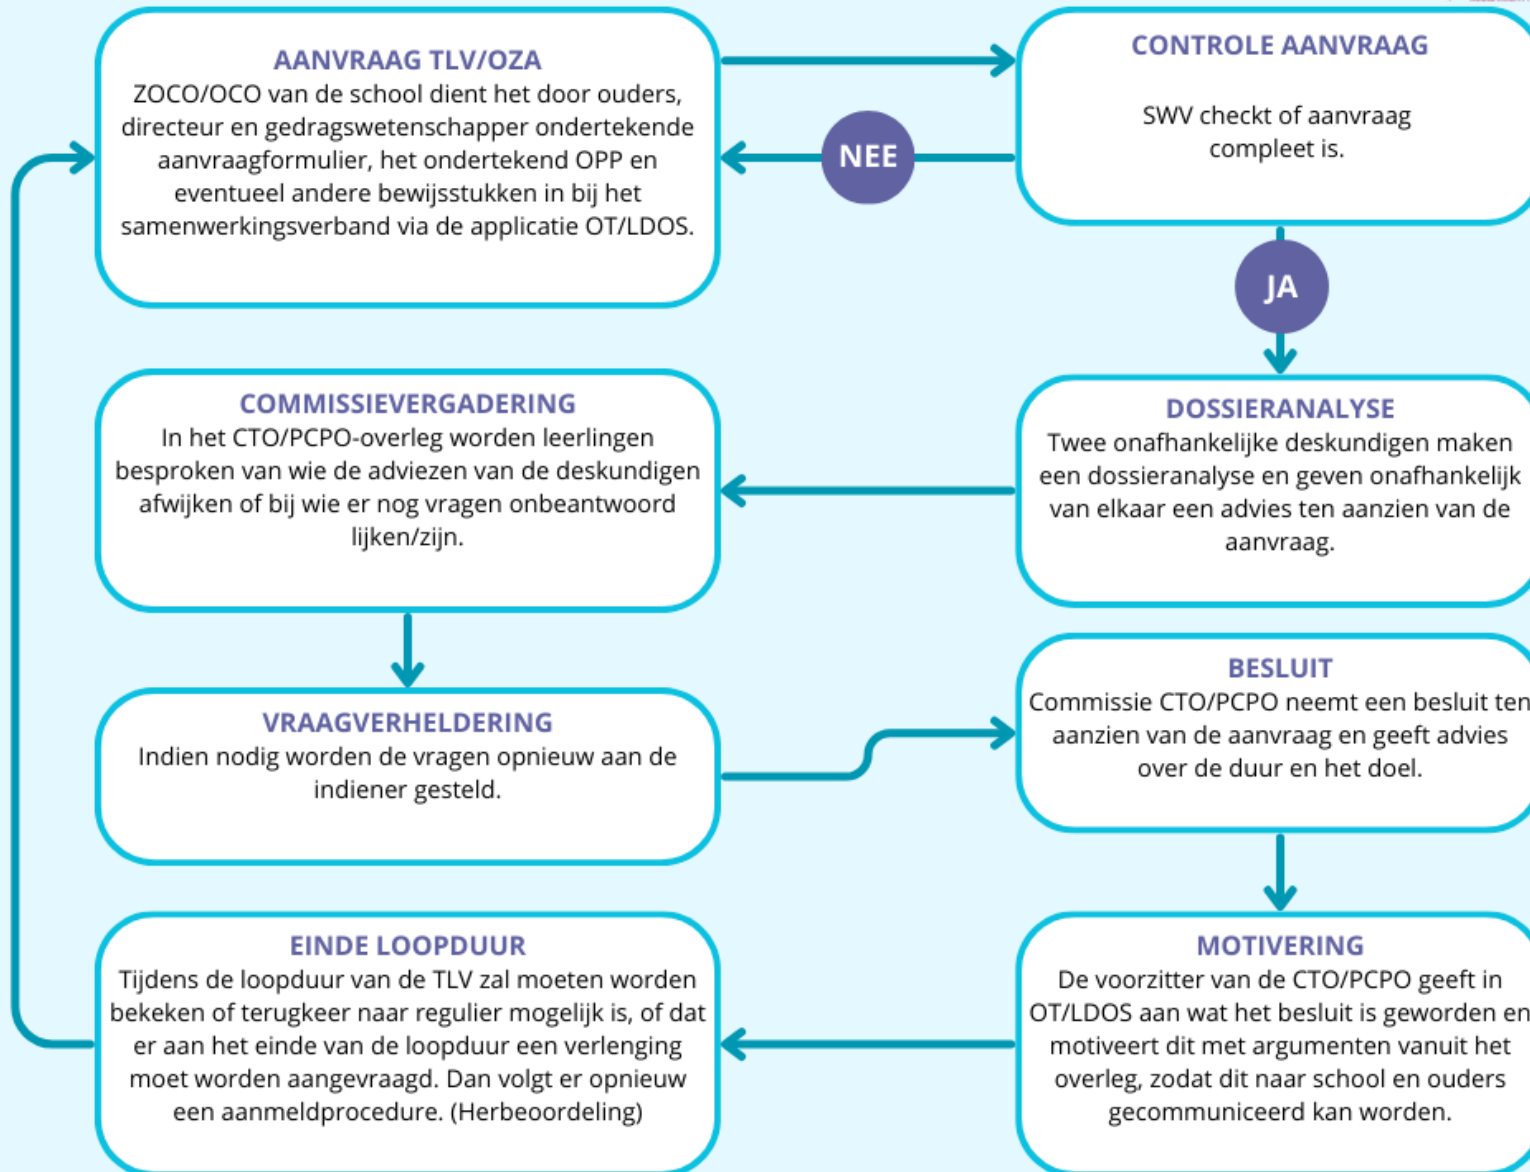 AANVRAAG TLV/OZA
ZOCO/OCO van de school dient het door ouders,
directeur en gedragswetenschapper ondertekende
aanvraagformulier, het ondertekend OPP en
eventueel andere bewijsstukken in bij het
samenwerkingsverband via de applicatie OT/LDOS.
CONTROLE AANVRAAG
SWV checkt of aanvraag
compleet is.
NEE
JA
DOSSIERANALYSE
Twee onafhankelijke deskundigen maken
een dossieranalyse en geven onafhankelijk
van elkaar een advies ten aanzien van de
aanvraag.
COMMISSIEVERGADERING
In het CTO/PCPO-overleg worden leerlingen
besproken van wie de adviezen van de deskundigen
afwijken of bij wie er nog vragen onbeantwoord
lijken/zijn.
VRAAGVERHELDERING
Indien nodig worden de vragen opnieuw aan de
indiener gesteld.
BESLUIT
Commissie CTO/PCPO neemt een besluit ten
aanzien van de aanvraag en geeft advies
over de duur en het doel.
MOTIVERING
De voorzitter van de CTO/PCPO geeft in
OT/LDOS aan wat het besluit is geworden en
motiveert dit met argumenten vanuit het
overleg, zodat dit naar school en ouders
gecommuniceerd kan worden.
EINDE LOOPDUUR
Tijdens de loopduur van de TLV zal moeten worden
bekeken of terugkeer naar regulier mogelijk is, of dat
er aan het einde van de loopduur een verlenging
moet worden aangevraagd. Dan volgt er opnieuw
een aanmeldprocedure. (Herbeoordeling)